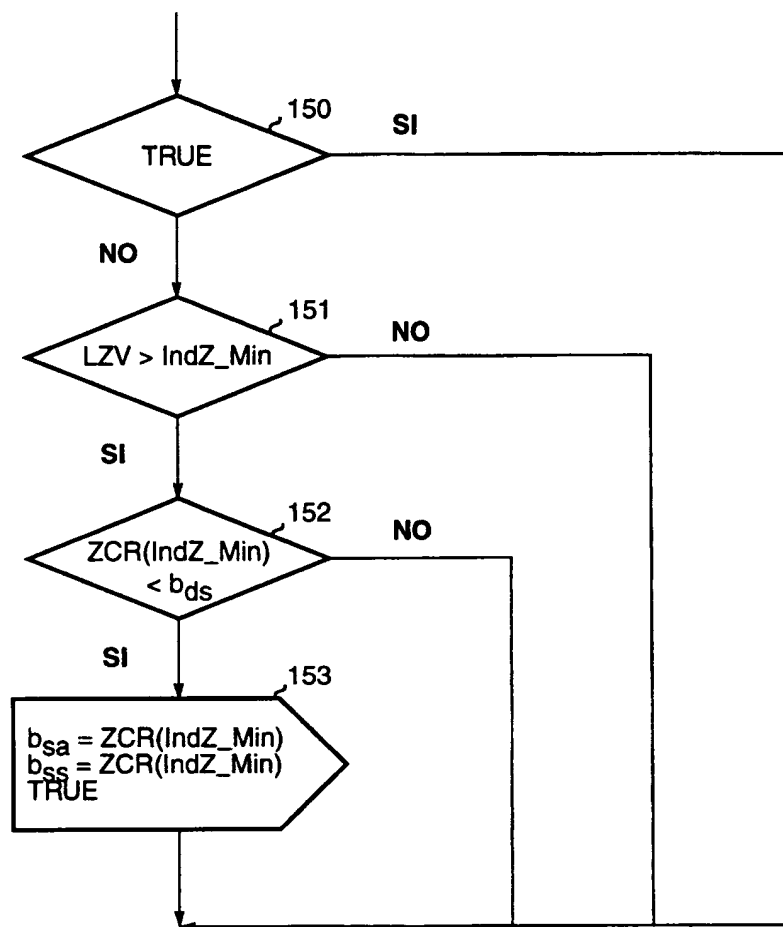 150
SI
TRUE
NO
151
NO
LZV > IndZ_Min
SI
152
NO
ZCR(IndZ_Min)
< bds
SI
153
bsa = ZCR(IndZ_Min)
bss = ZCR(IndZ_Min)
TRUE